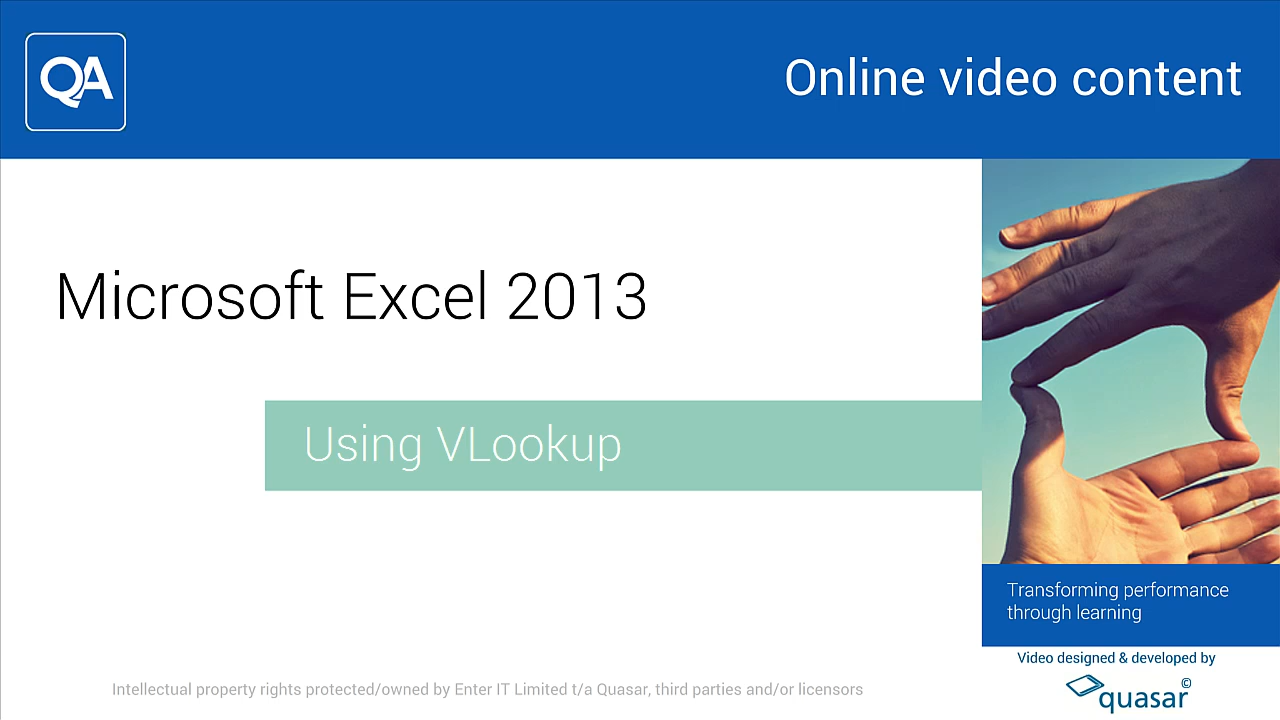 QA
Online video content
Microsoft Excel 2013
Using VLookup
Transforming performance
through learning
Video designed & developed by
quasar©
Intellectual property rights protected/owned by Enter IT Limited t/a Quasar, third parties and/or licensors